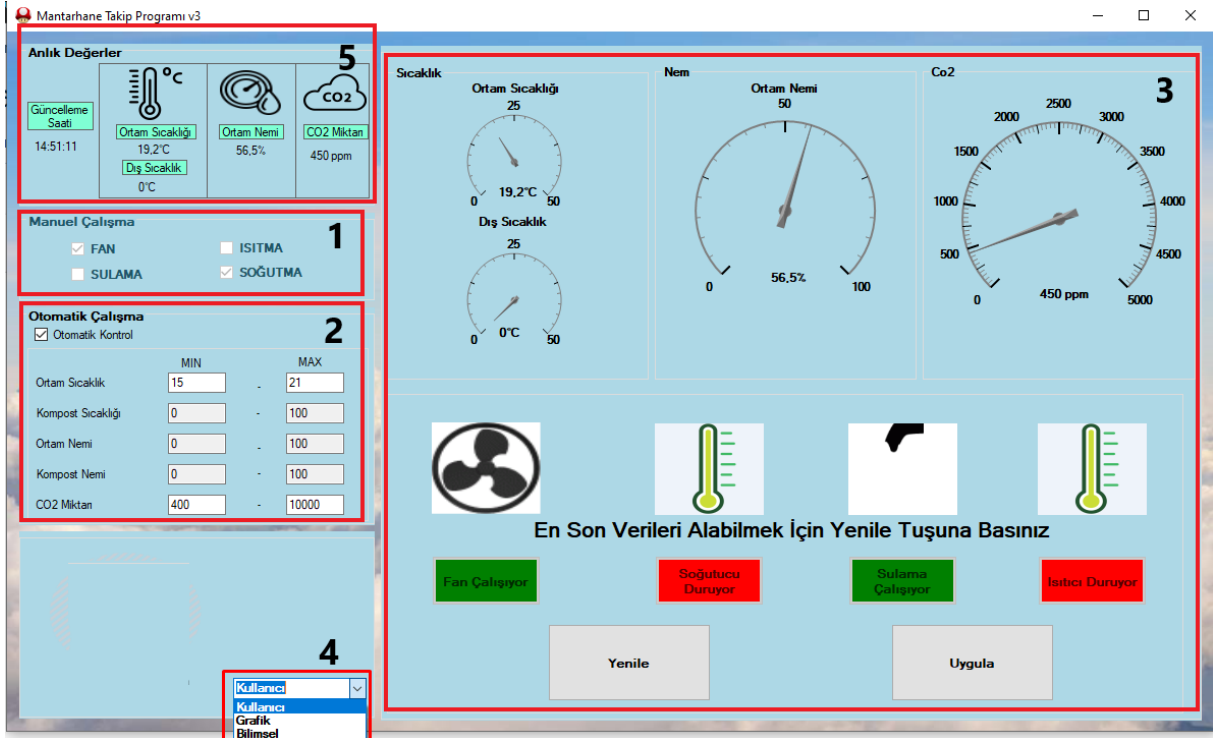 Mantarhane Takip Programı v3
Anlık Değerler
5
°C
CO2
Güncelleme
Saati
14:51:11
Ortam Sıcaklığı
19,2°C
Dış Sıcaklık
0°C
Ortam Nemi
56,5%
CO2 Miktarı
450 ppm
Manuel Çalışma
1
FAN
ISITMA
SULAMA
SOĞUTMA
Otomatik Çalışma
2
Otomatik Kontrol
MIN MAX
Ortam Sıcaklık 15 - 21
Kompost Sıcaklığı 0 - 100
Ortam Nemi 0 - 100
Kompost Nemi 0 - 100
CO2 Miktarı 400 - 10000
4
Kullanıcı
Kullanıcı
Grafik
Bilimsel
3
Sıcaklık
Ortam Sıcaklığı
25
19,2°C
0 50
Dış Sıcaklık
25
0°C
0 50
Nem
Ortam Nemi
50
56,5%
0 100
Co2
2500
2000 3000
1500 3500
1000 4000
500 4500
0 450 ppm 5000
En Son Verileri Alabilmek İçin Yenile Tuşuna Basınız
Fan Çalışıyor
Soğutucu
Duruyor
Sulama
Çalışıyor
Isıtıcı Duruyor
Yenile
Uygula